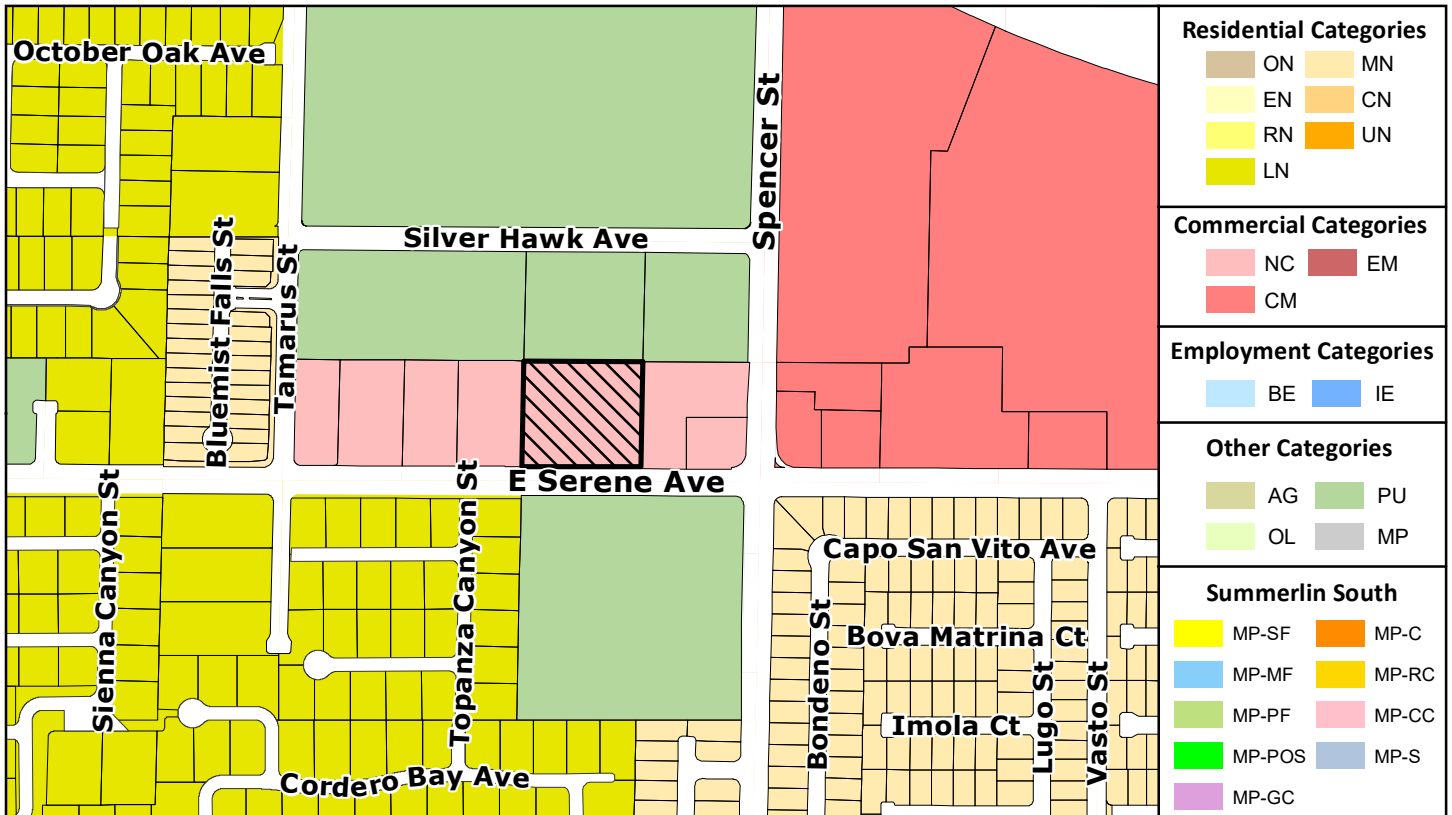 October Oak Ave
Spencer St
Silver Hawk Ave
Bluemist Falls St
Tamarus St
E Serene Ave
Sienna Canyon St
Topanza Canyon St
Capo San Vito Ave
Bondeno St
Bova Matrina Ct
Lugo St
Vasto St
Imola Ct
Cordero Bay Ave
Residential Categories
ON MN
EN CN
RN UN
LN
Commercial Categories
NC EM
CM
Employment Categories
BE IE
Other Categories
AG PU
OL MP
Summerlin South
MP-SF MP-C
MP-MF MP-RC
MP-PF MP-CC
MP-POS MP-S
MP-GC